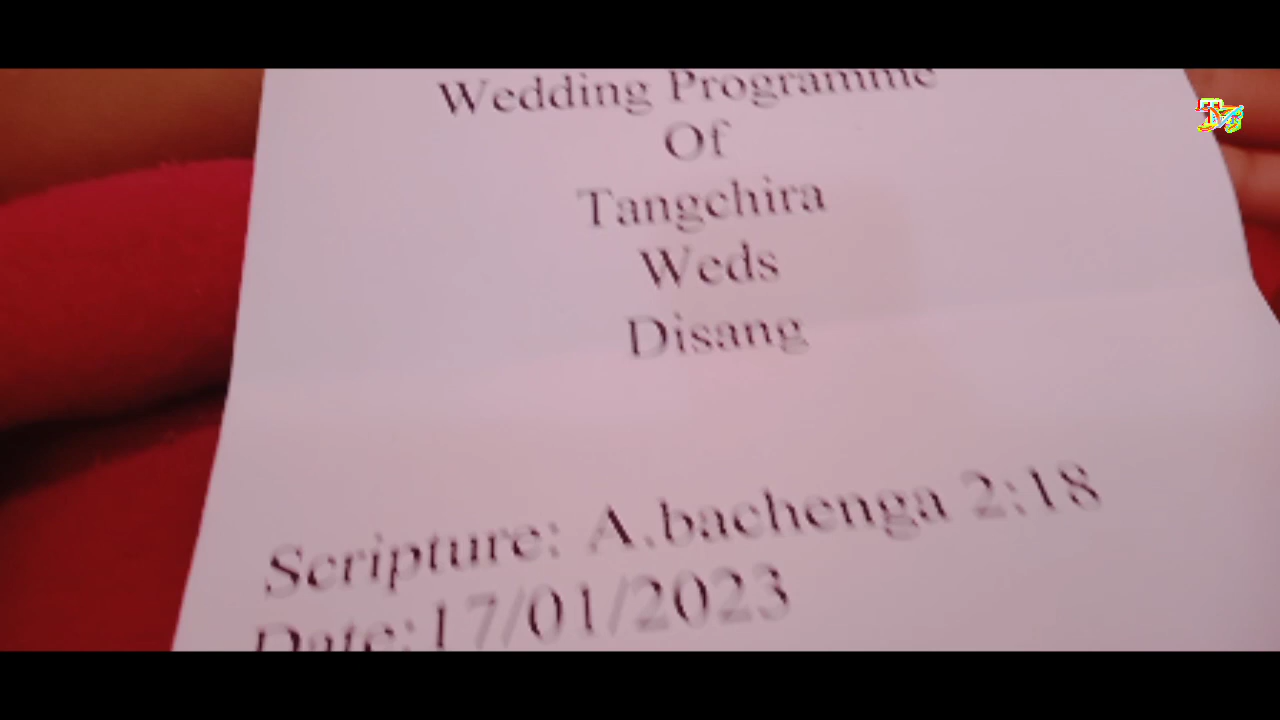 Wedding Programme
Of
Tangchira
Weds
Disang
Scripture: A.bachenga 2:18
Date:17/01/2023